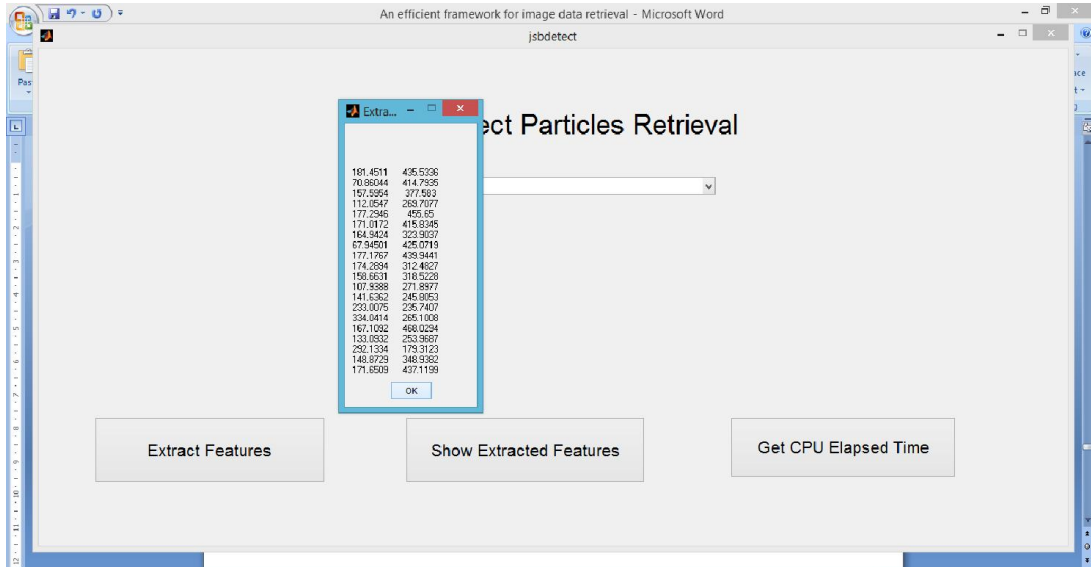 An efficient framework for image data retrieval - Microsoft Word
jsbdetect
Extra...
ect Particles Retrieval
181.4511 435.5336
70.86044 414.7935
157.5954 377.583
112.0547 269.7077
177.2946 455.65
171.0172 415.8345
164.9424 323.9037
67.94501 425.0719
177.1767 439.9441
174.2894 312.4827
158.6631 318.5228
107.9388 271.8977
141.6362 245.8053
233.0075 235.7407
334.0414 265.1008
167.1092 468.0294
133.0932 253.9687
292.1334 179.3123
148.8729 348.9382
171.6509 437.1199
OK
Extract Features
Show Extracted Features
Get CPU Elapsed Time